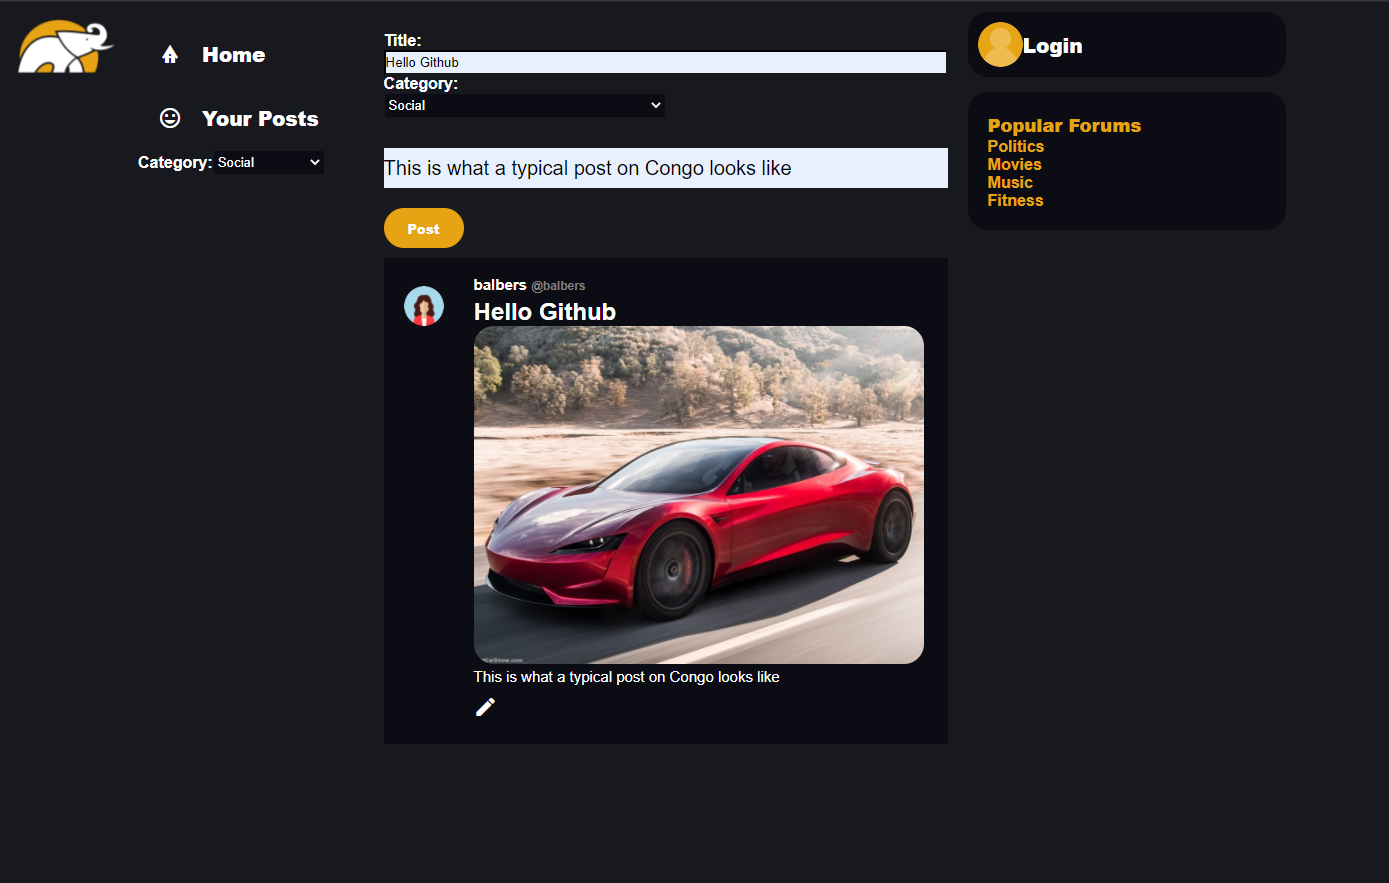 Home
Your Posts
Category: Social
Title:
Hello Github
Category:
Social
This is what a typical post on Congo looks like
Post
balbers @balbers
Hello Github
CarShow.com
This is what a typical post on Congo looks like
Login
Popular Forums
Politics
Movies
Music
Fitness